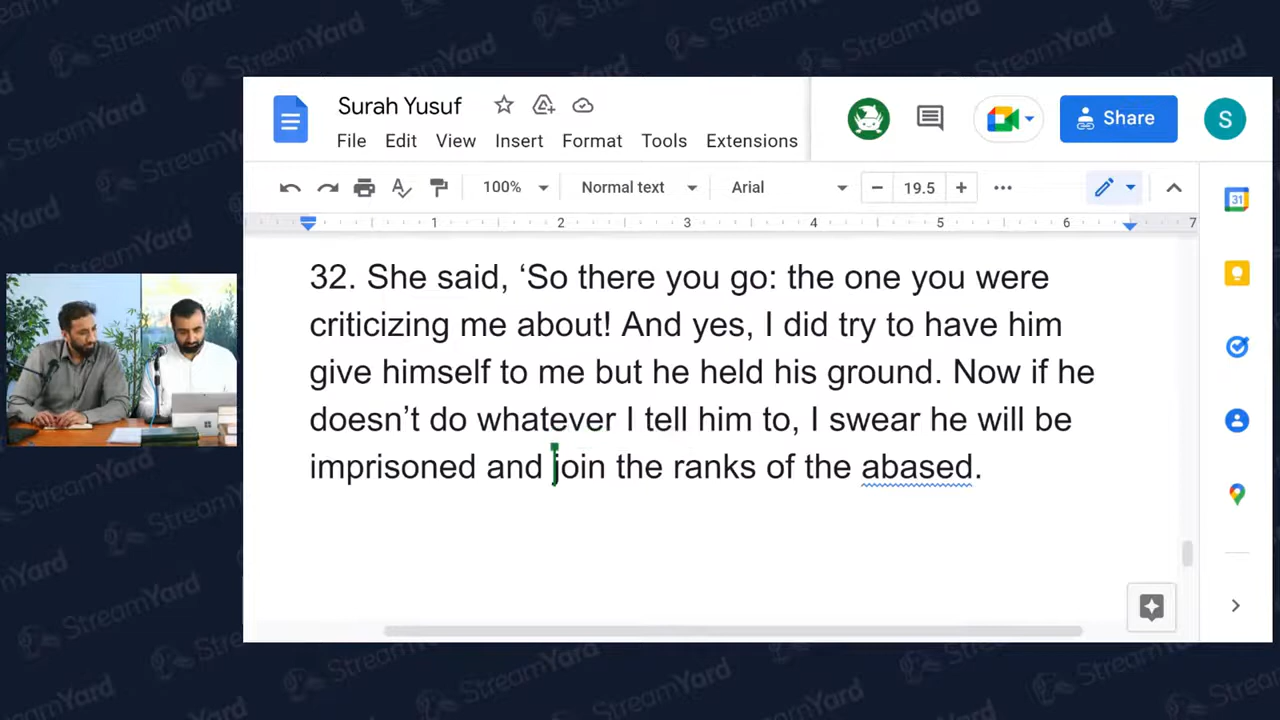 StreamYard
Surah Yusuf
File Edit View Insert Format Tools Extensions
Share
S
100% Normal text Arial 19.5
31
1 2 3 4 5 6 7
32. She said, ‘So there you go: the one you were
criticizing me about! And yes, I did try to have him
give himself to me but he held his ground. Now if he
doesn’t do whatever I tell him to, I swear he will be
imprisoned and join the ranks of the abased.